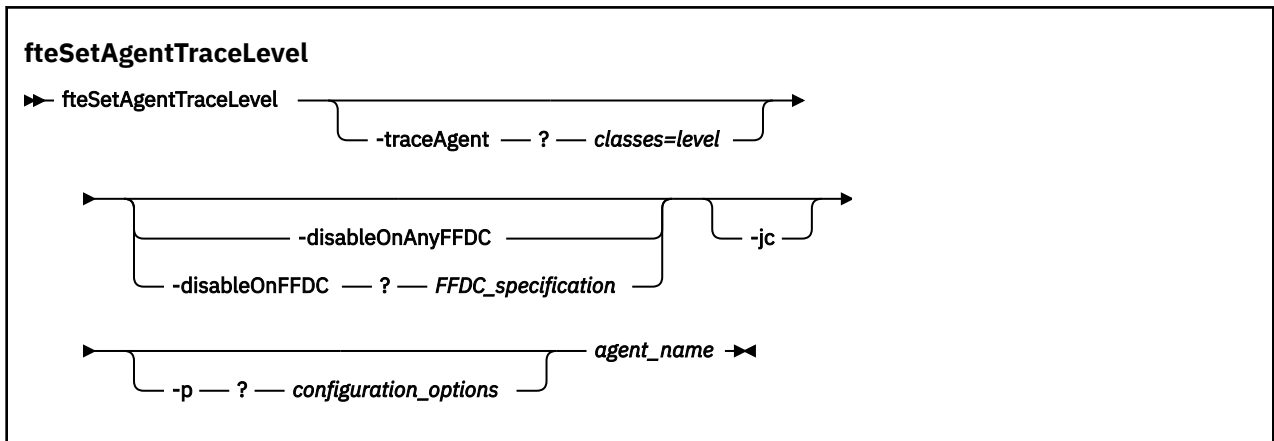 fteSetAgentTraceLevel
fteSetAgentTraceLevel
-traceAgent ? classes=level
-disableOnAnyFFDC
-jc
-disableOnFFDC ? FFDC_specification
agent_name
-p ? configuration_options